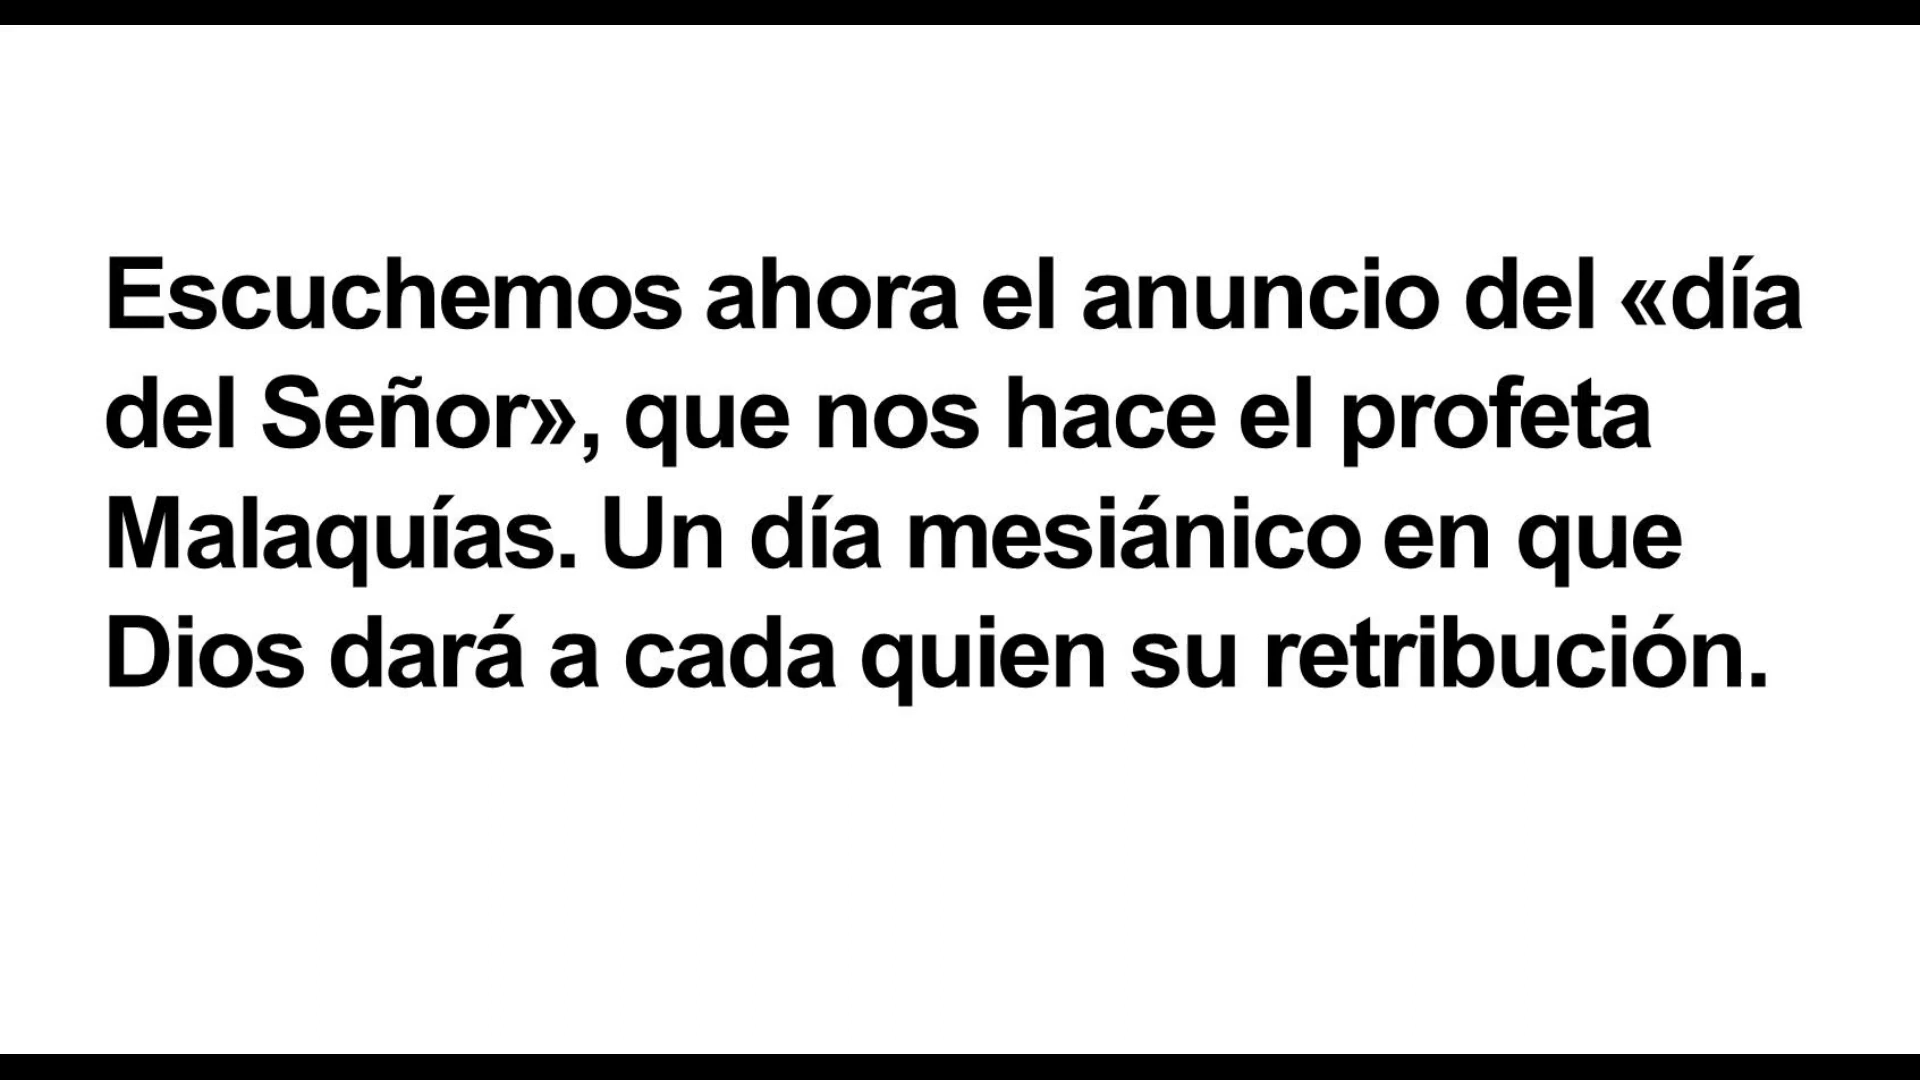 Escuchemos ahora el anuncio del «día
del Señor», que nos hace el profeta
Malaquías. Un día mesiánico en que
Dios dará a cada quien su retribución.